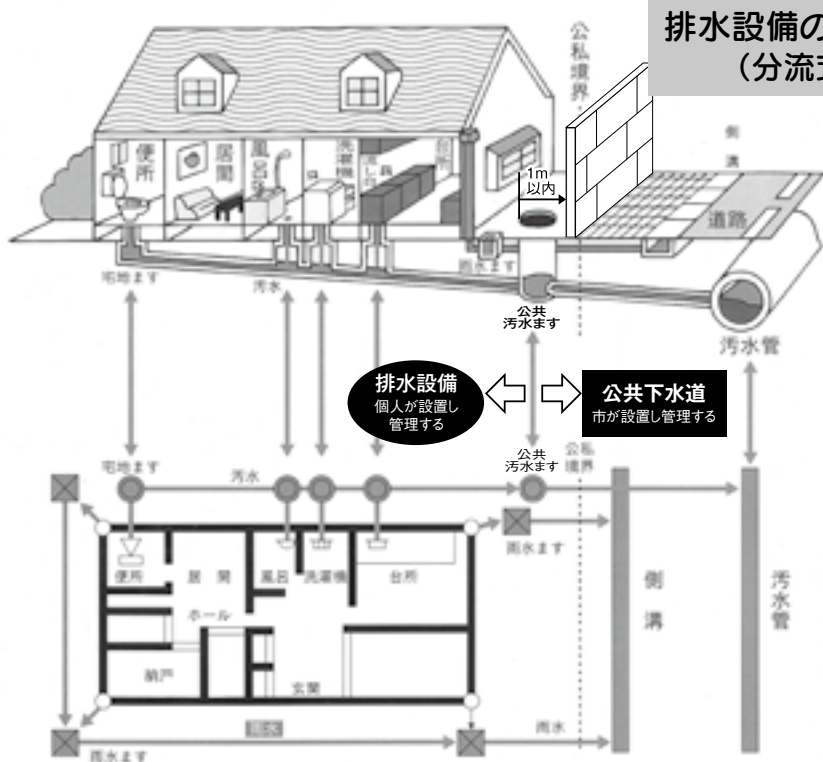 排水設備の
（分流式
公私境界
側溝
便所
居間
風呂場
洗濯機
流し台
台所
1m
以内
道路
雨水ます
宅地ます
汚水
公共
汚水ます
汚水管
排水設備
個人が設置し
管理する
公共下水道
市が設置し管理する
宅地ます
汚水
公共
汚水ます
公私
境界
雨水ます
便所
居間
風呂
洗濯機
台所
ホール
納戸
玄関
側溝
汚水管
雨水
雨水
雨水ます